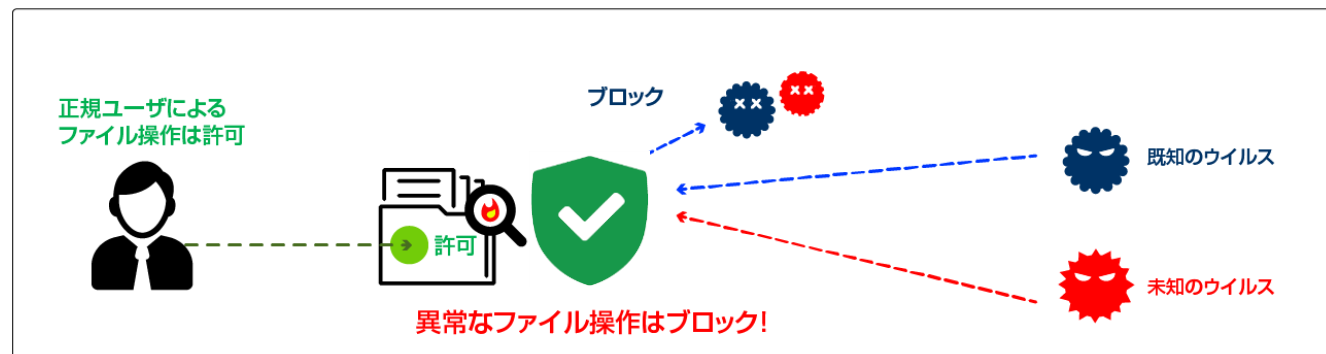 正規ユーザによる
ファイル操作は許可
ブロック
既知のウイルス
許可
未知のウイルス
異常なファイル操作はブロック!